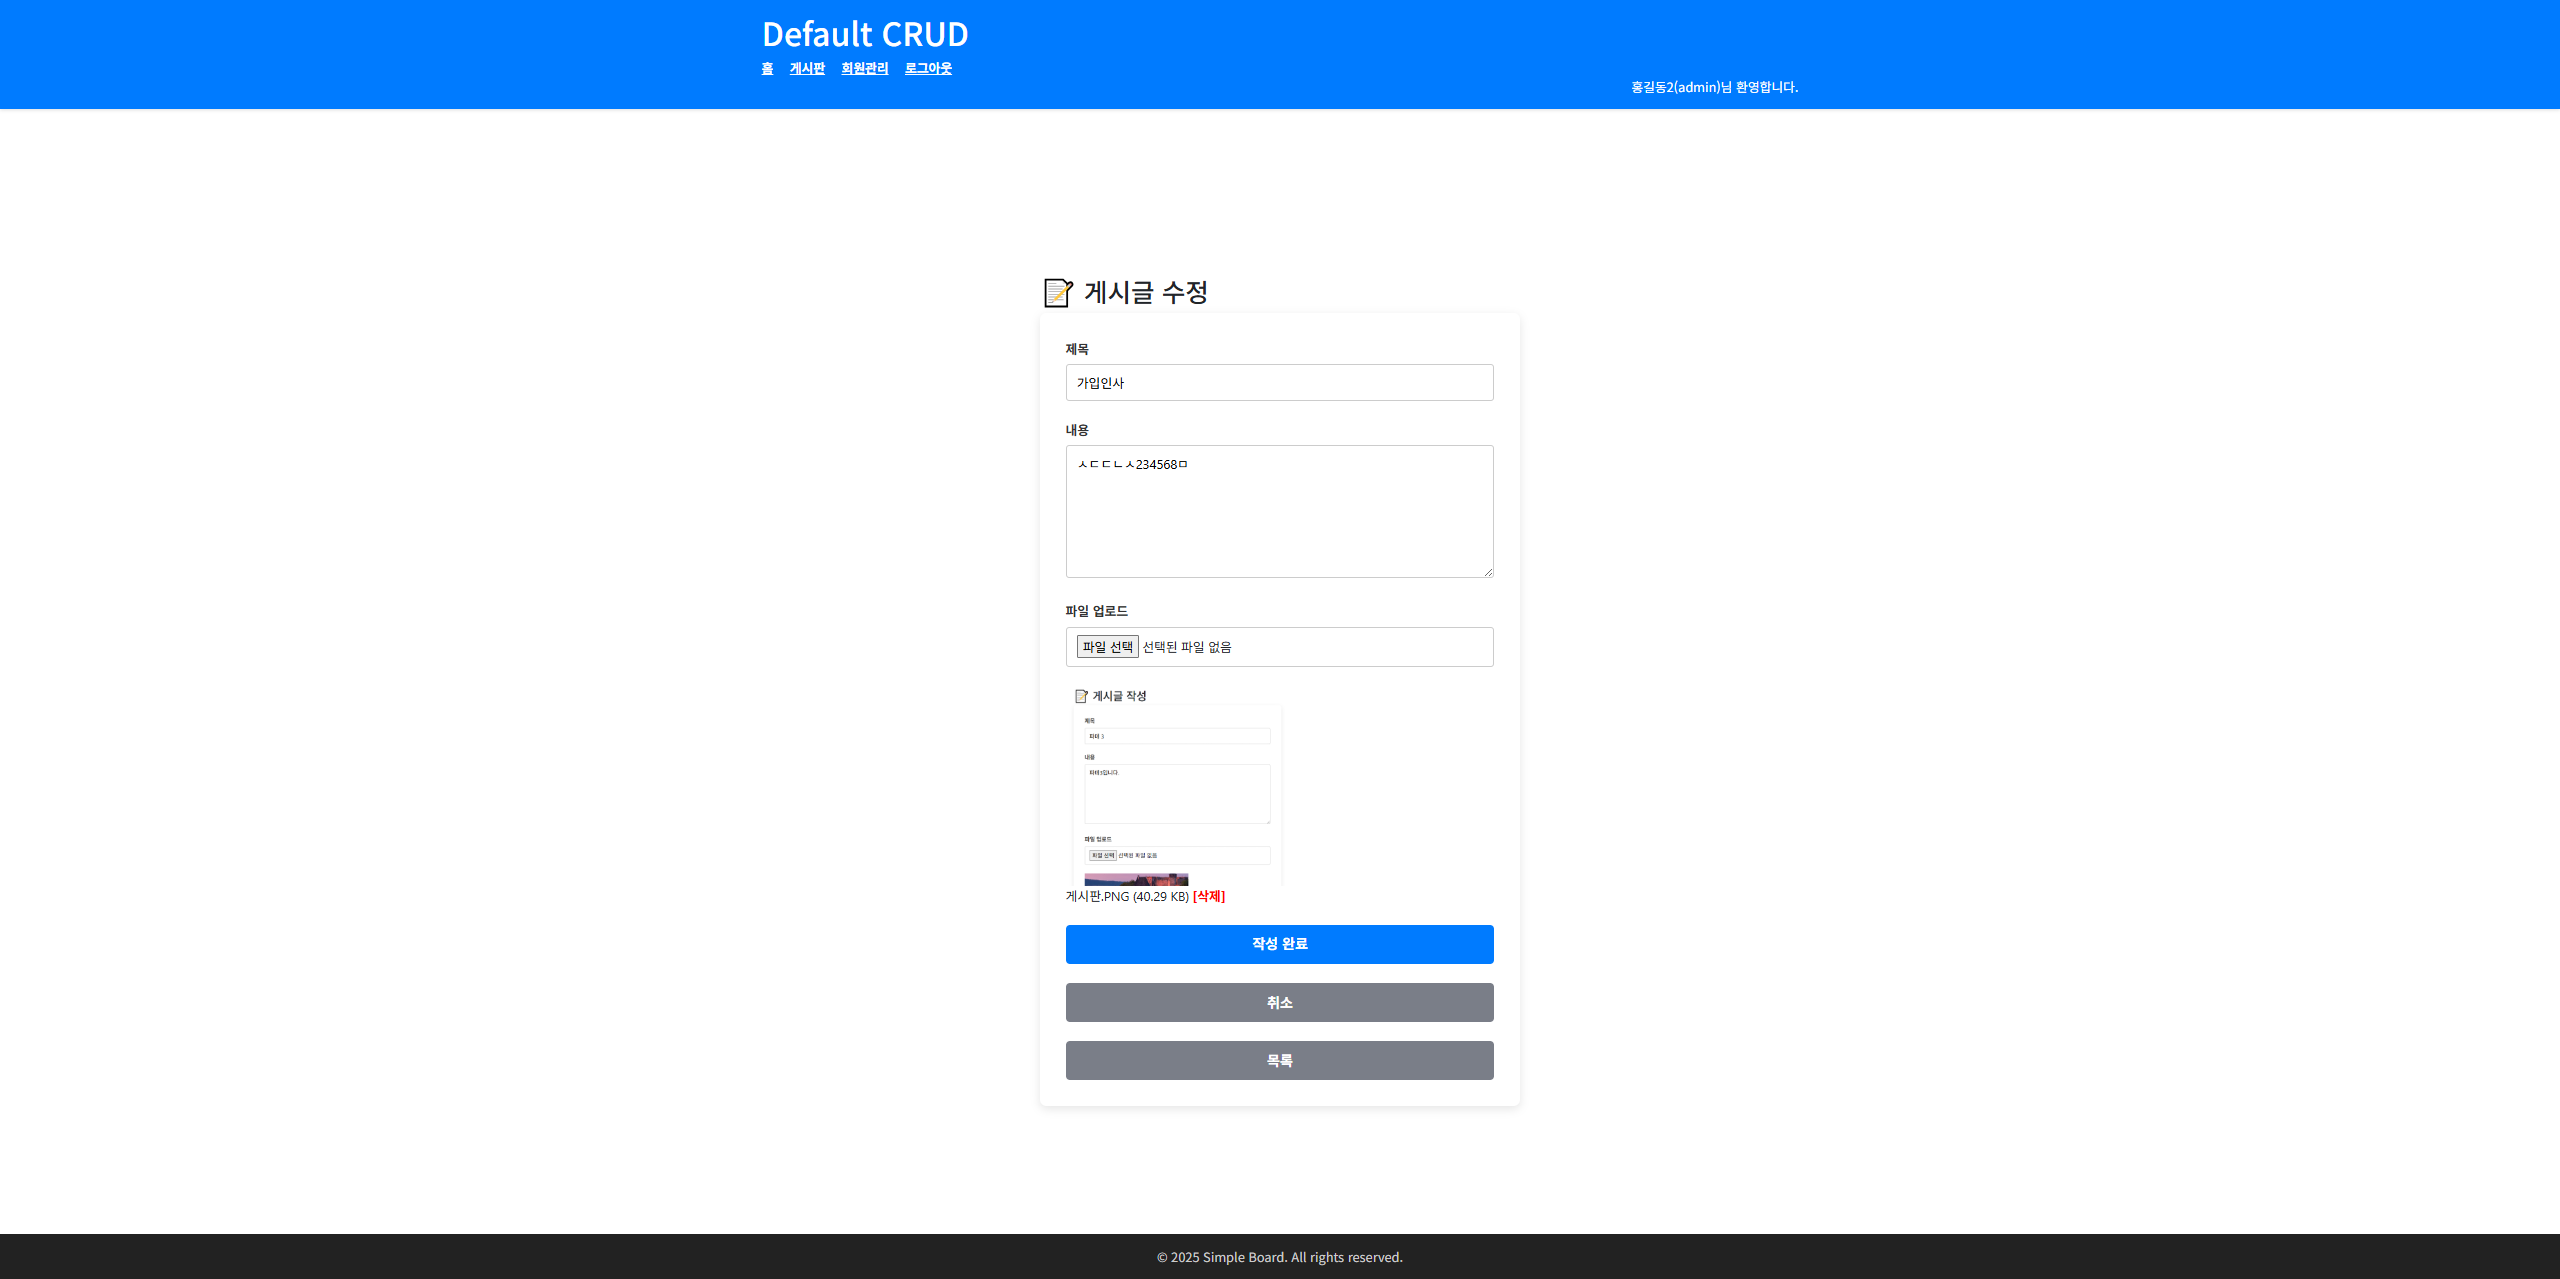 Default CRUD
홈 게시판 회원관리 로그아웃
홍길동2(admin)님 환영합니다.
📝 게시글 수정
제목
가입인사
내용
ㅅㄷㄷㄴㅅ234568ㅁ
파일 업로드
파일 선택 선택된 파일 없음
📝 게시글 작성
제목
내용
파일 업로드
파일 선택 선택된 파일 없음
게시판.PNG (40.29 KB) [삭제]
작성 완료
취소
목록
© 2025 Simple Board. All rights reserved.